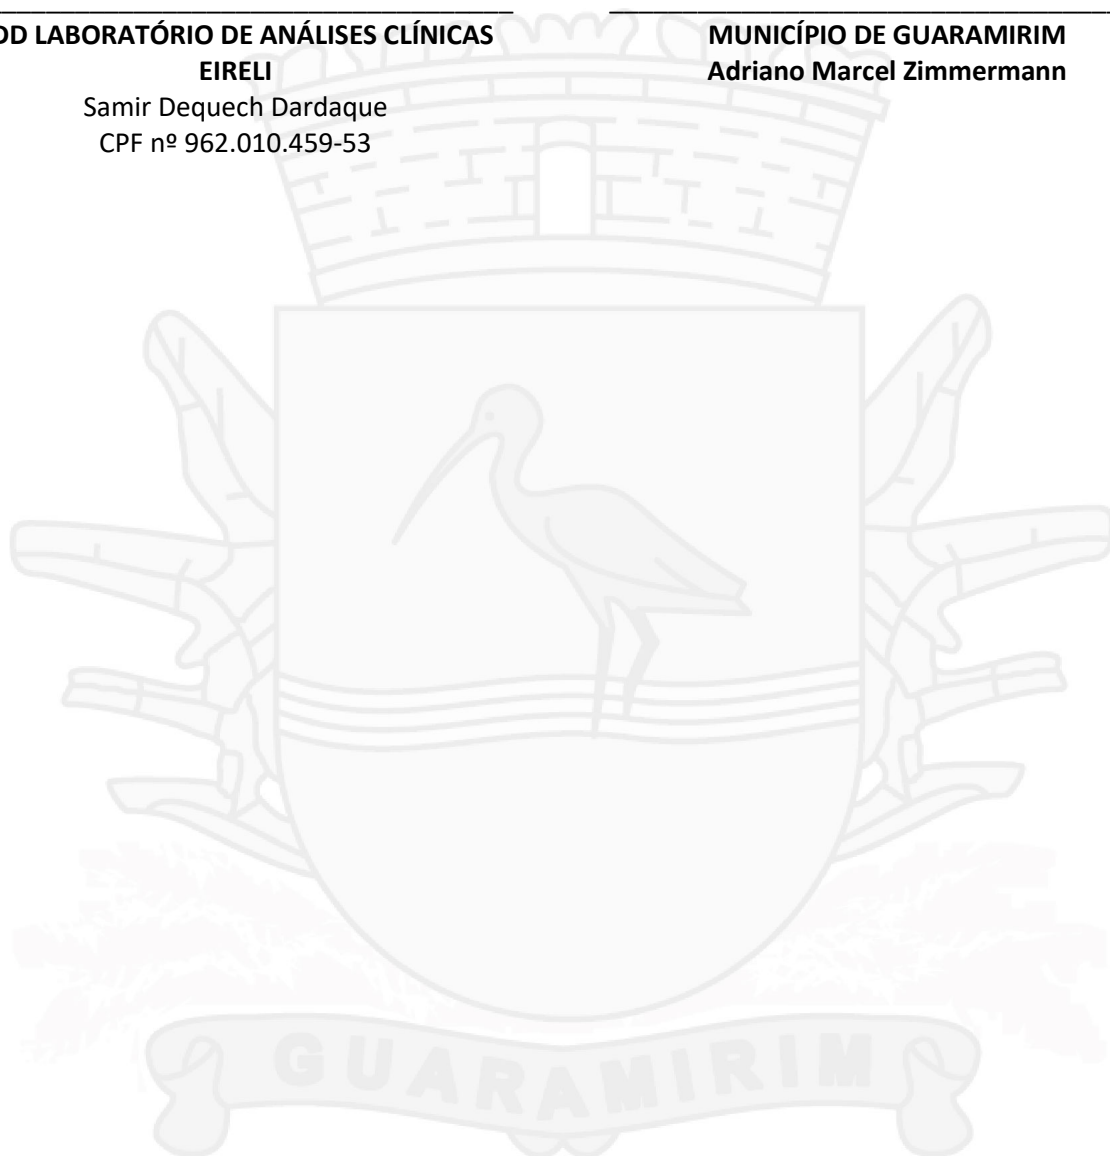 DD LABORATÓRIO DE ANÁLISES CLÍNICAS
EIRELI
Samir Dequech Dardaque
CPF nº 962.010.459-53
MUNICÍPIO DE GUARAMIRIM
Adriano Marcel Zimmermann
GUARAMIRIM